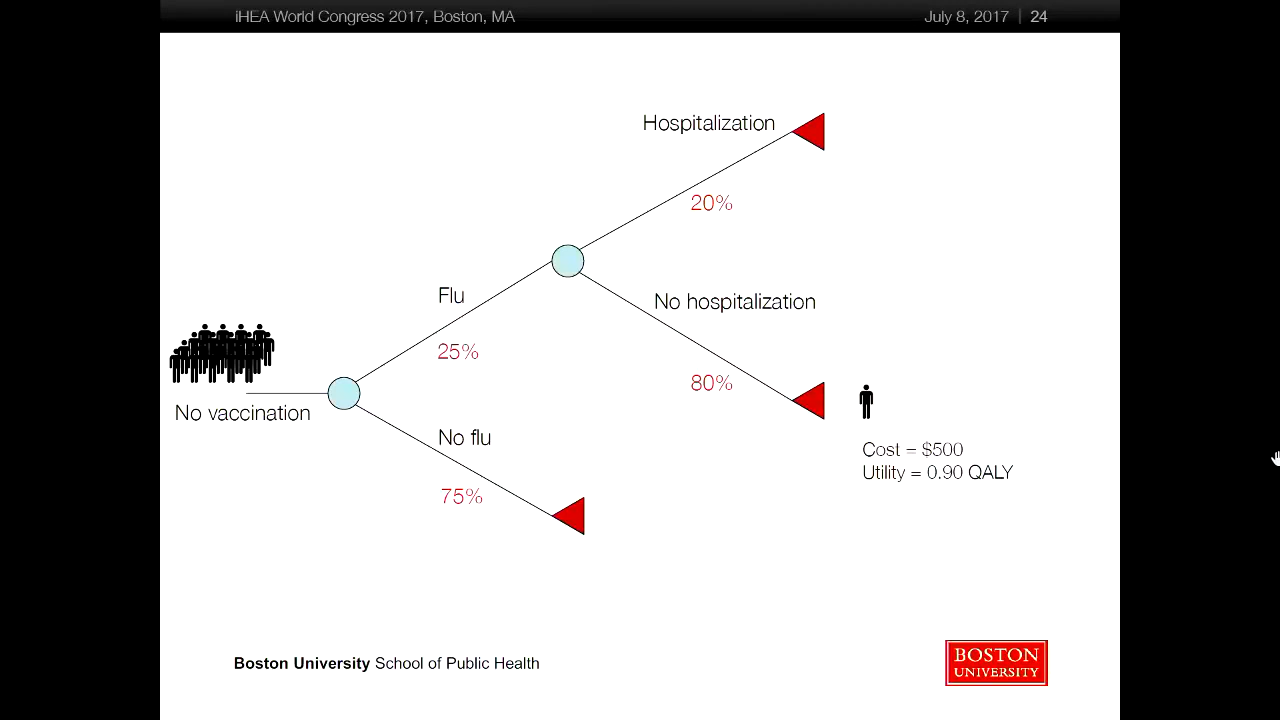 iHEA World Congress 2017, Boston, MA
July 8, 2017 | 24
Hospitalization
20%
Flu
No hospitalization
25%
80%
No vaccination
No flu
75%
Cost = $500
Utility = 0.90 QALY
Boston University School of Public Health
BOSTON
UNIVERSITY